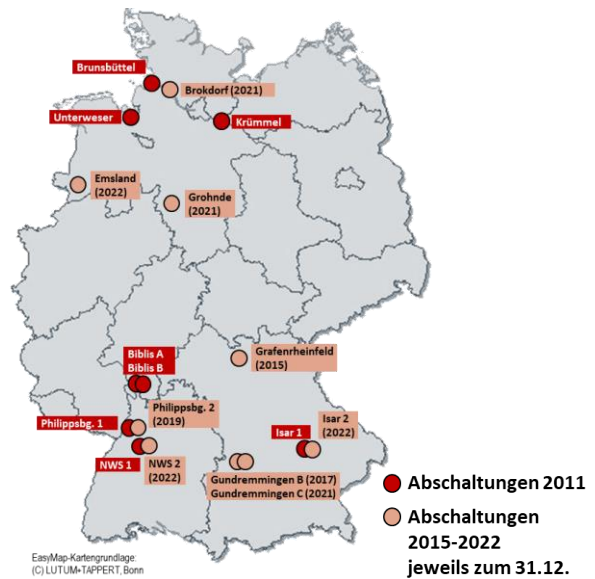 Brunsbüttel
Brokdorf (2021)
Unterweser
Krümmel
Emsland
(2022)
Grohnde
(2021)
Biblis A
Biblis B
Grafenrheinfeld
(2015)
Philippsbg. 2
(2019)
Philippsbg. 1
Isar 2
(2022)
Isar 1
NWS 1
NWS 2
(2022)
Gundremmingen B (2017)
Gundremmingen C (2021)
Abschaltungen 2011
Abschaltungen
2015-2022
jeweils zum 31.12.
EasyMap-Kartengrundlage:
(C) LUTUM+TAPPERT, Bonn